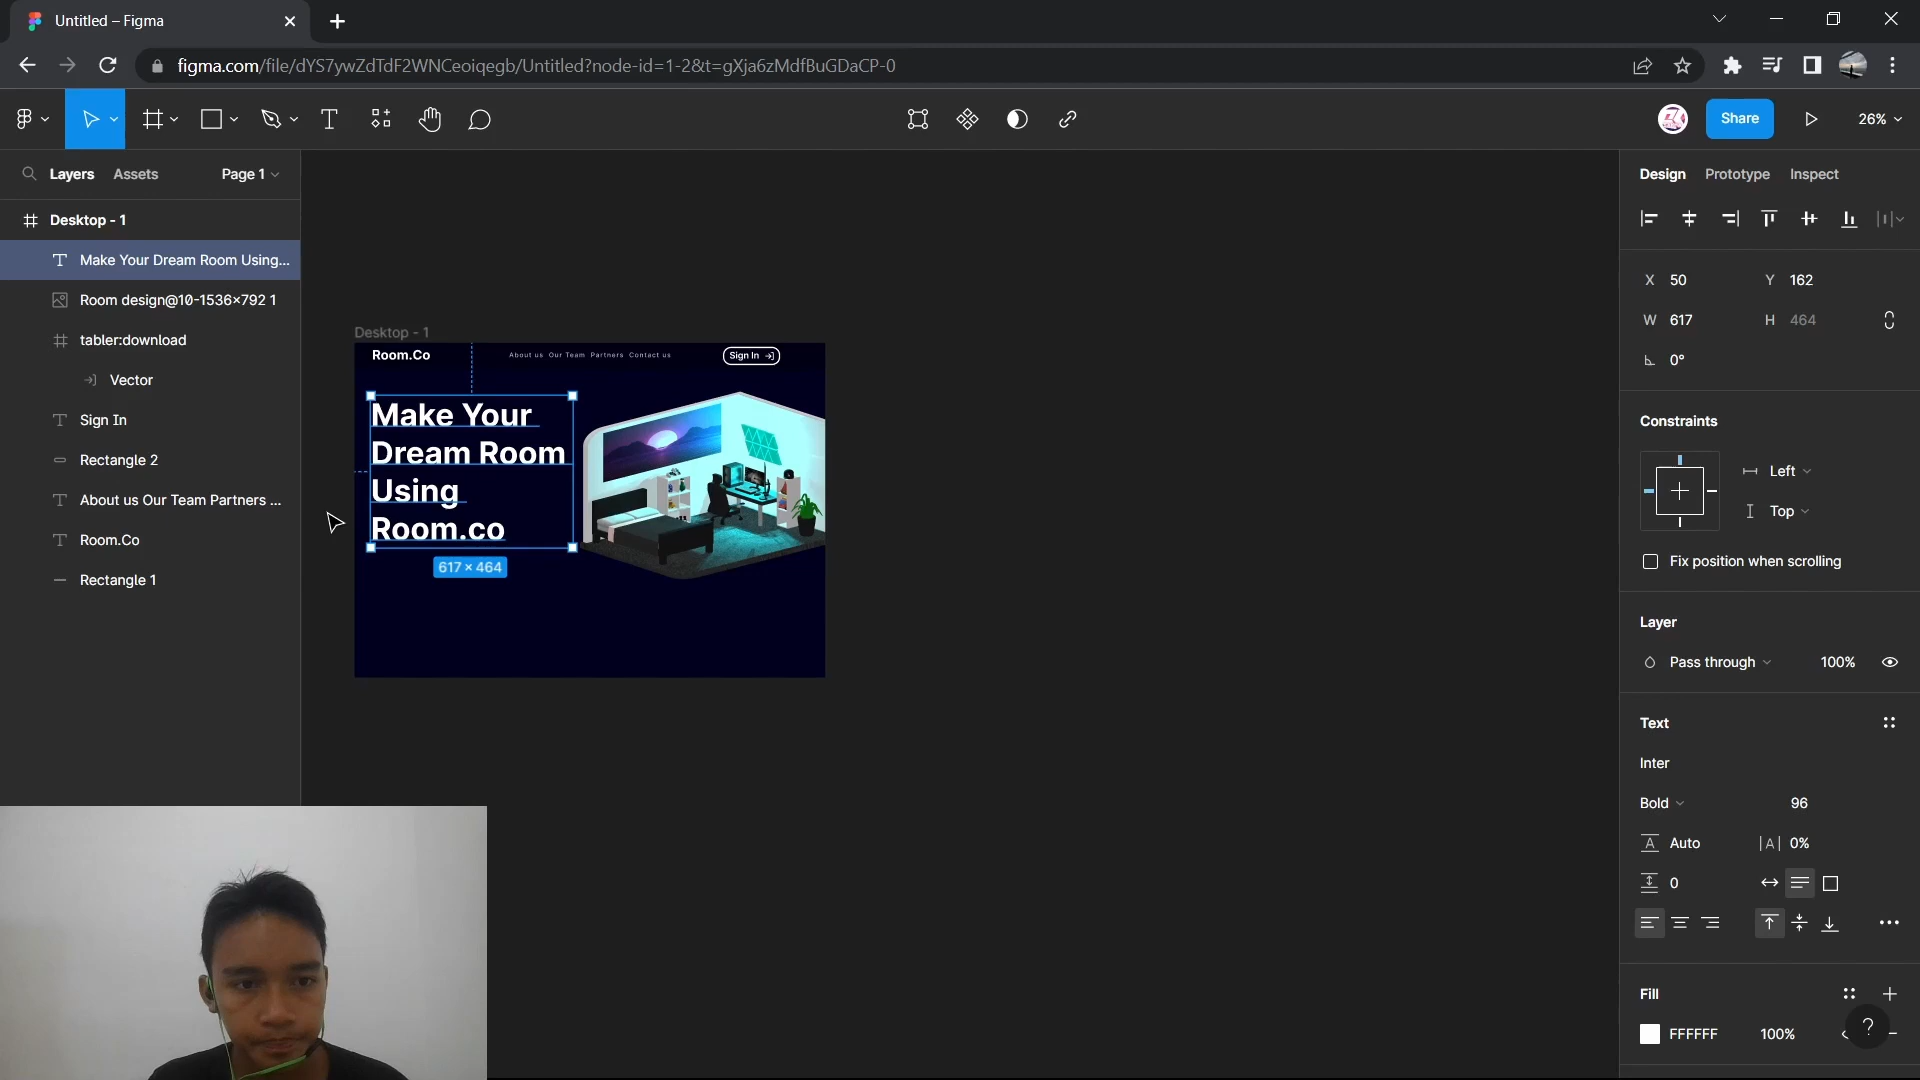 Untitled – Figma
figma.com/file/dYS7ywZdTdF2WNCeoiqegb/Untitled?node-id=1-2&t=gXja6zMdfBuGDaCP-0
Share
26%
Layers
Assets
Page 1
Desktop - 1
Make Your Dream Room Using...
Room design@10-1536×792 1
tabler:download
Vector
Sign In
Rectangle 2
About us Our Team Partners ...
Room.Co
Rectangle 1
Desktop - 1
Room.Co
About us Our Team Partners Contact us
Sign In
Make Your
Dream Room
Using
Room.co
617 × 464
Design
Prototype
Inspect
X 50
Y 162
W 617
H 464
0°
Constraints
Left
Top
Fix position when scrolling
Layer
Pass through
100%
Text
Inter
Bold
96
A Auto
|A| 0%
0
Fill
FFFFFF
100%
?